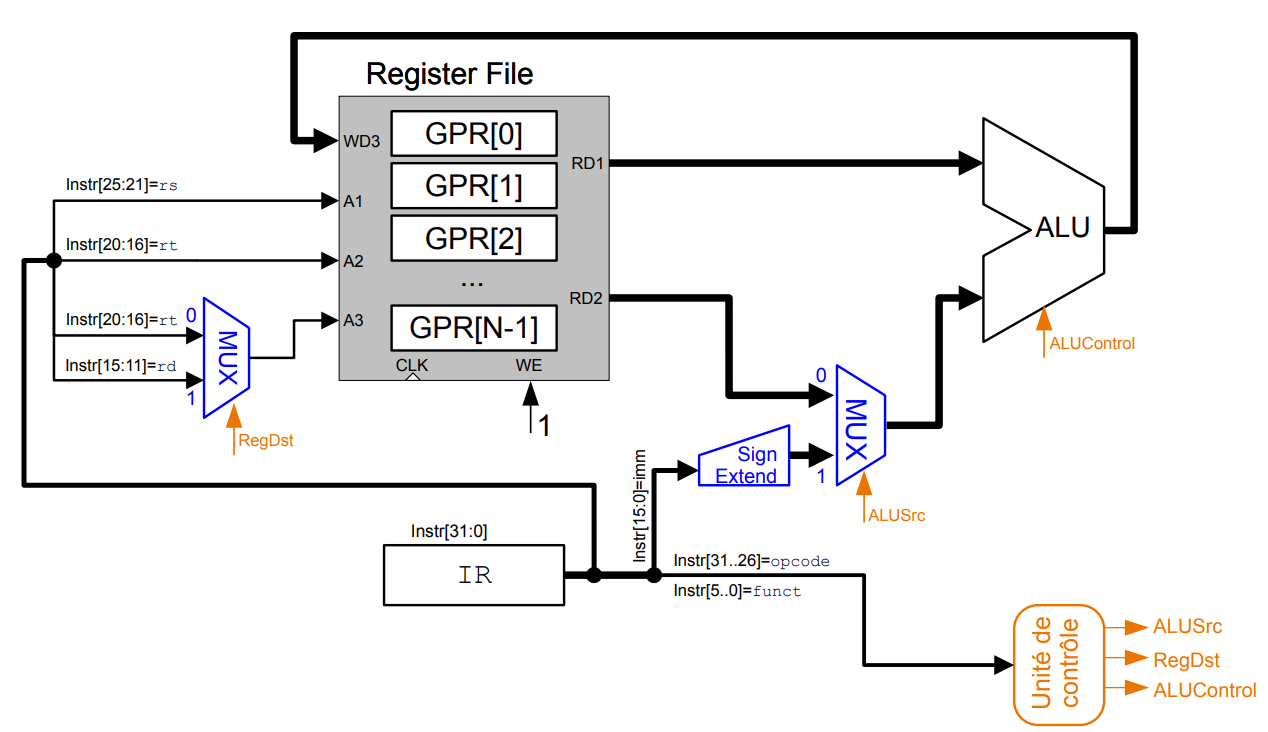 Register File
WD3
GPR[0]
RD1
Instr[25:21]=rs
A1
GPR[1]
ALU
Instr[20:16]=rt
A2
GPR[2]
...
RD2
Instr[20:16]=rt
0
A3
GPR[N-1]
MUX
Instr[15:11]=rd
1
CLK
WE
ALUControl
RegDst
1
0
MUX
Sign
Extend
1
ALUSrc
Instr[15:0]=imm
Instr[31:0]
IR
Instr[31..26]=opcode
Instr[5..0]=funct
Unité de
contrôle
ALUSrc
RegDst
ALUControl